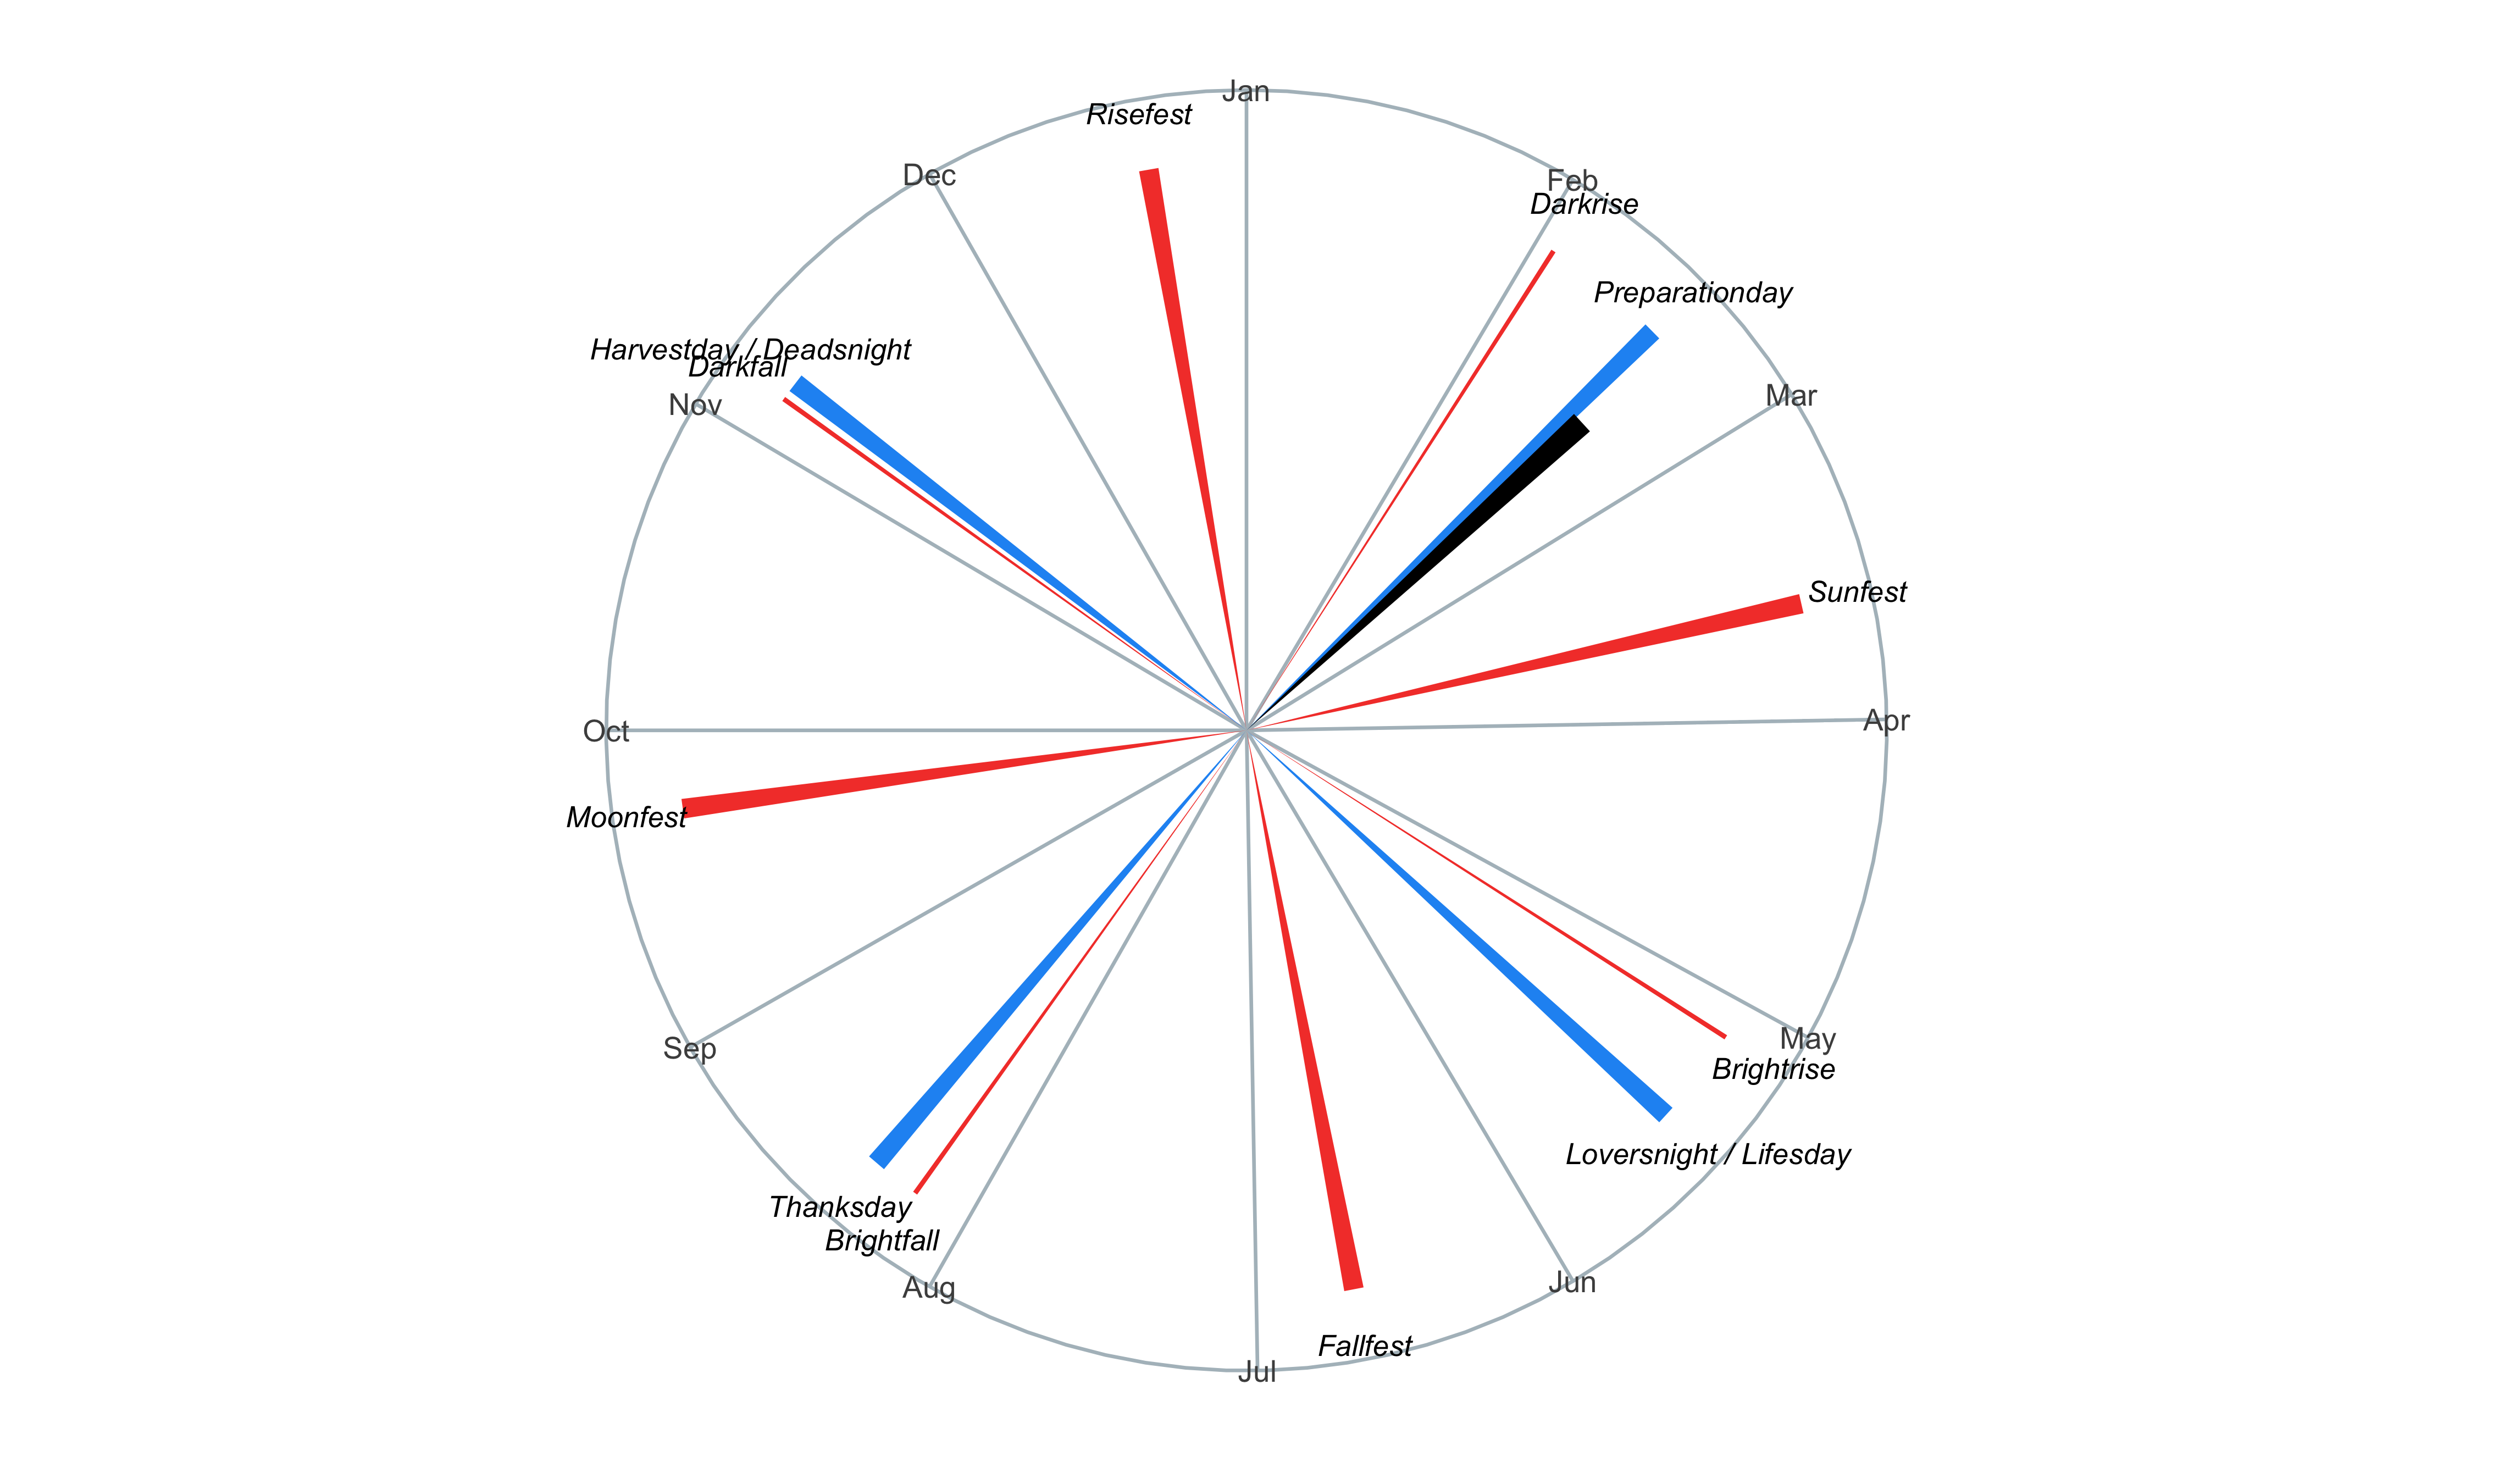 Jan
Risefest
Dec
Feb
Darkrise
Preparationday
Harvestday / Deadsnight
Darkfall
Mar
Nov
Sunfest
Apr
Oct
Moonfest
May
Sep
Brightrise
Loversnight / Lifesday
Thanksday
Brightfall
Jun
Aug
Fallfest
Jul